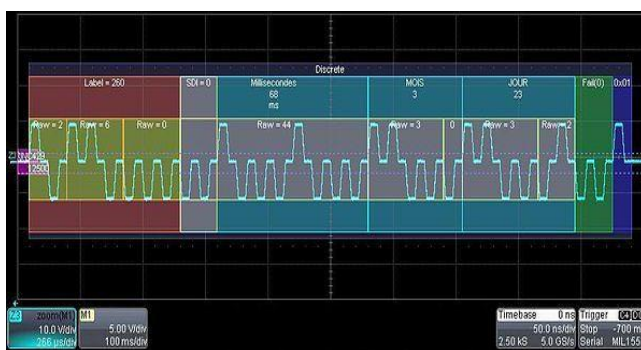 Discrete
Label = 260 SDI = 0 Millisecondes MOIS JOUR Fail(0) 0x01
68 3 23
ms
Raw = 2 Raw = 6 Raw = 0 Raw = 44 Raw = 3 0 Raw = 3 Raw = 2
12500
zoom(M1) M1 Timebase 0 ns Trigger
10.0 V/div 5.00 V/div 50.0 ns/div Stop -700 m
256 µs/div 100 ms/div 2.50 kS 5.0 GS/s Serial MIL155